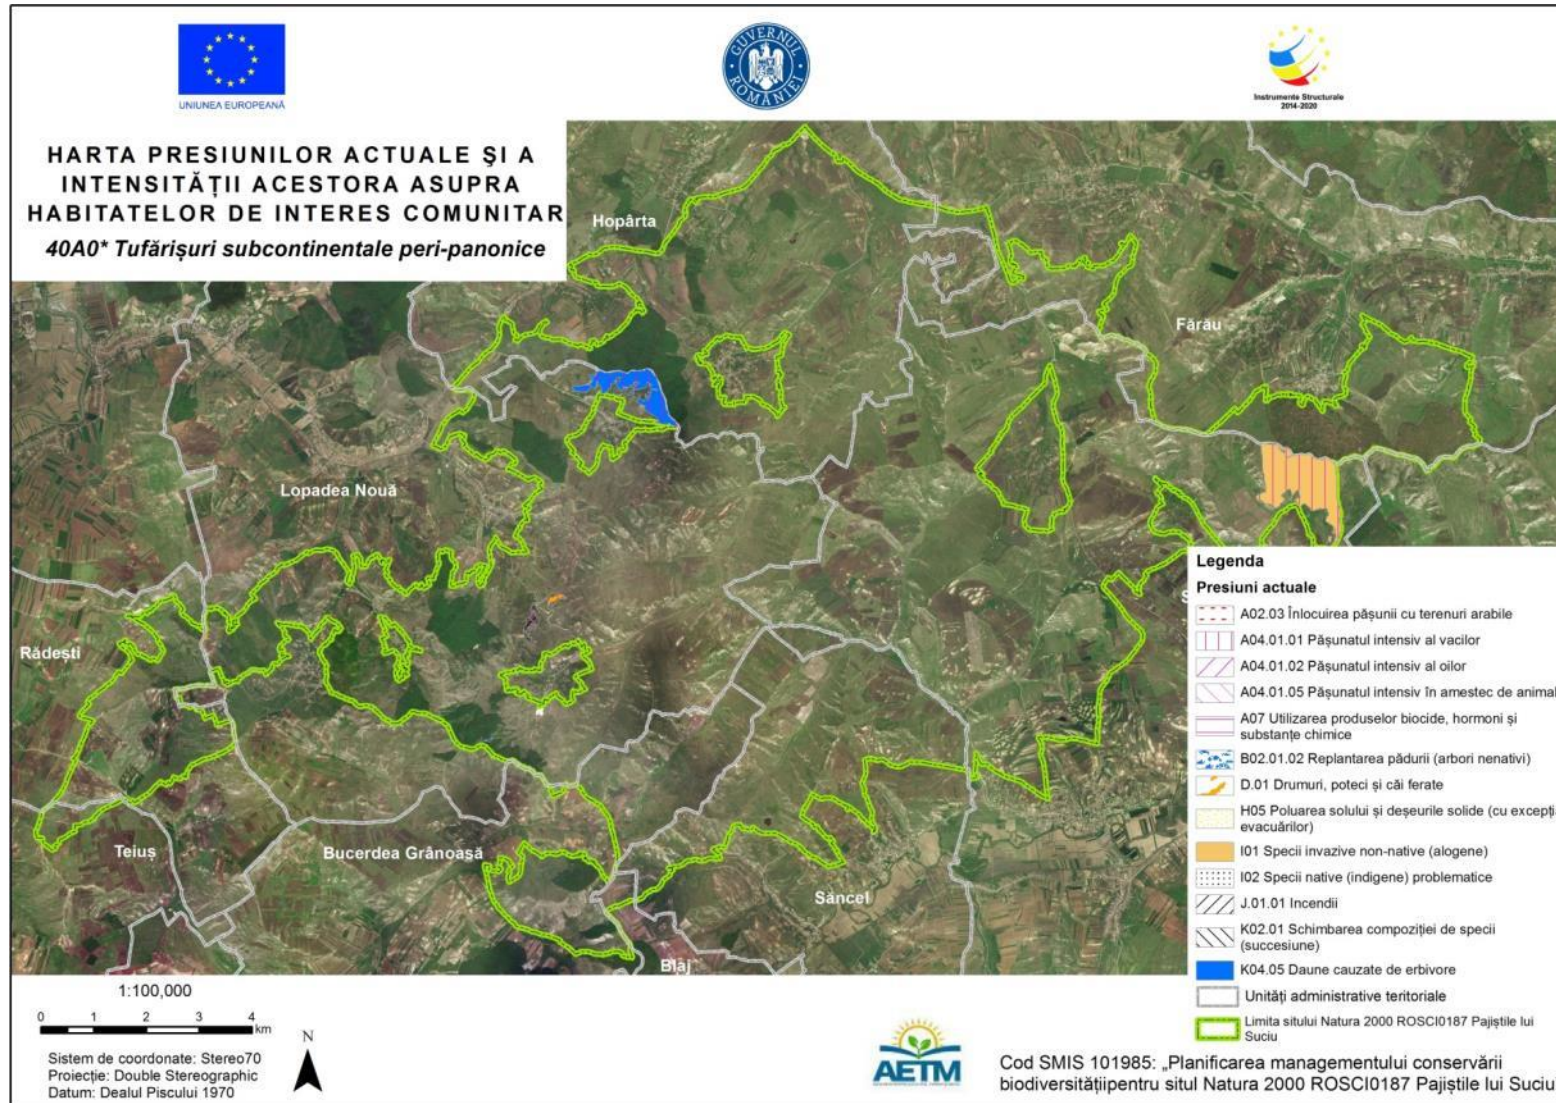 UNIUNEA EUROPEANĂ
GUVERNUL ROMÂNIEI
Instrumente Structurale
2014-2020
HARTA PRESIUNILOR ACTUALE ŞI A
INTENSITĂŢII ACESTORA ASUPRA
HABITATELOR DE INTERES COMUNITAR
40A0* Tufărişuri subcontinentale peri-panonice
Hopârta
Fărău
Lopadea Nouă
Rădeşti
Teiuş
Bucerdea Grânoasă
Sâncel
Blaj
S
Legenda
Presiuni actuale
A02.03 Înlocuirea păşunii cu terenuri arabile
A04.01.01 Păşunatul intensiv al vacilor
A04.01.02 Păşunatul intensiv al oilor
A04.01.05 Păşunatul intensiv în amestec de animal
A07 Utilizarea produselor biocide, hormoni şi
substanţe chimice
B02.01.02 Replantarea pădurii (arbori nenativi)
D.01 Drumuri, poteci şi căi ferate
H05 Poluarea solului şi deşeurile solide (cu excepţi
evacuărilor)
I01 Specii invazive non-native (alogene)
I02 Specii native (indigene) problematice
J.01.01 Incendii
K02.01 Schimbarea compoziţiei de specii
(succesiune)
K04.05 Daune cauzate de erbivore
Unităţi administrative teritoriale
Limita sitului Natura 2000 ROSCI0187 Pajiştile lui
Suciu
1:100,000
0 1 2 3 4
km
N
Sistem de coordonate: Stereo70
Proiecţie: Double Stereographic
Datum: Dealul Piscului 1970
AETM
Cod SMIS 101985: „Planificarea managementului conservării
biodiversităţiipentru situl Natura 2000 ROSCI0187 Pajiştile lui Suciu